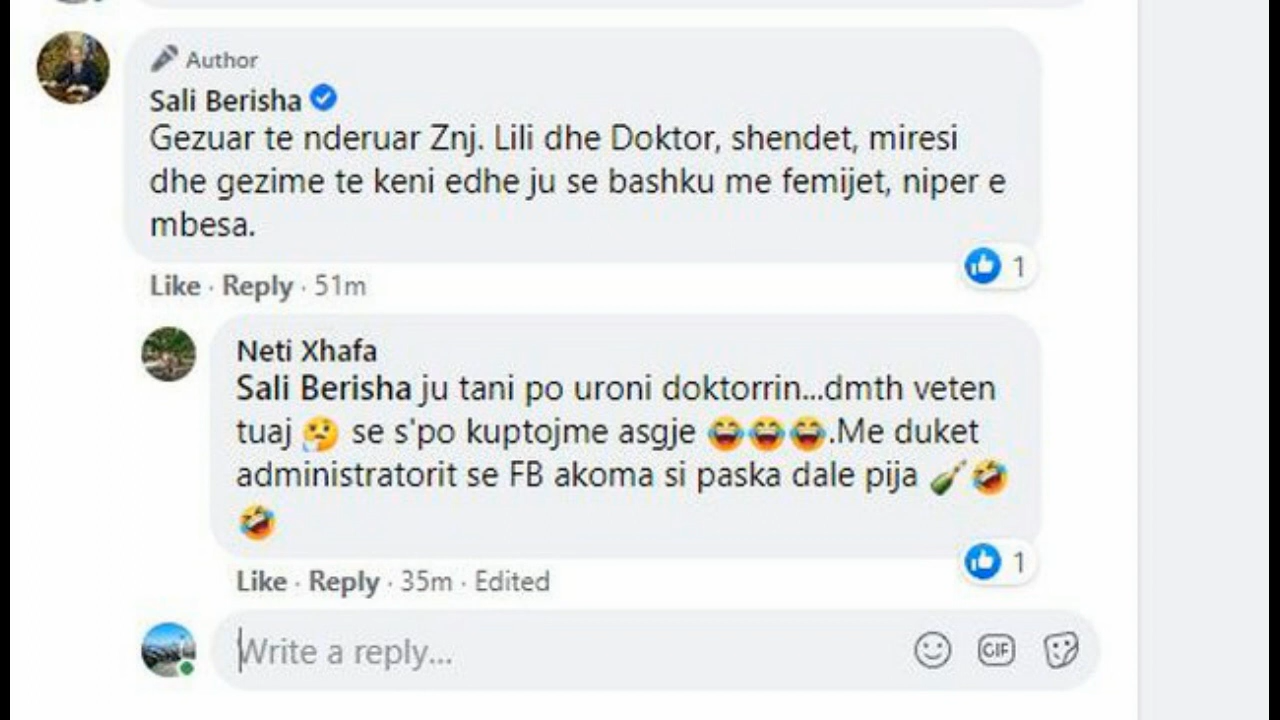 Author
Sali Berisha
Gezuar te nderuar Znj. Lili dhe Doktor, shendet, miresi
dhe gezime te keni edhe ju se bashku me femijet, niper e
mbesa.
1
Like · Reply · 51m
Neti Xhafa
Sali Berisha ju tani po uroni doktorrin...dmth veten
tuaj 🤔 se s'po kuptojme asgje 😂😂😂.Me duket
administratorit se FB akoma si paska dale pija 🍾🤣
🤣
1
Like · Reply · 35m · Edited
Write a reply...
GIF